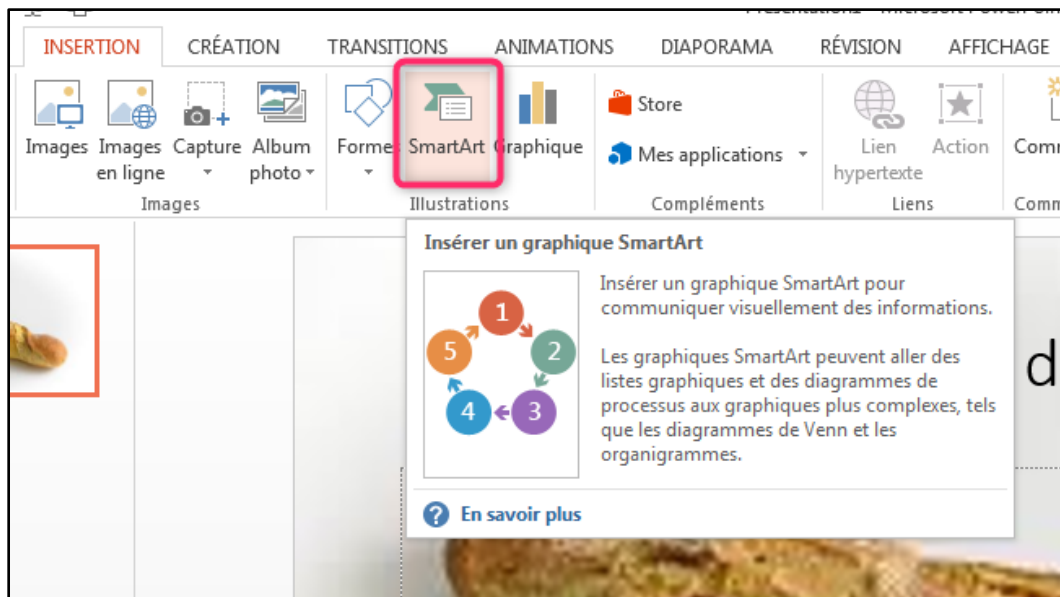 INSERTION CRÉATION TRANSITIONS ANIMATIONS DIAPORAMA RÉVISION AFFICHAGE
Images Images en ligne Capture Album photo Formes SmartArt Graphique
Store
Mes applications
Lien hypertexte Action
Images Illustrations Compléments Liens
Insérer un graphique SmartArt
Insérer un graphique SmartArt pour
communiquer visuellement des informations.
Les graphiques SmartArt peuvent aller des
listes graphiques et des diagrammes de
processus aux graphiques plus complexes, tels
que les diagrammes de Venn et les
organigrammes.
1
5 2
4 3
En savoir plus
d